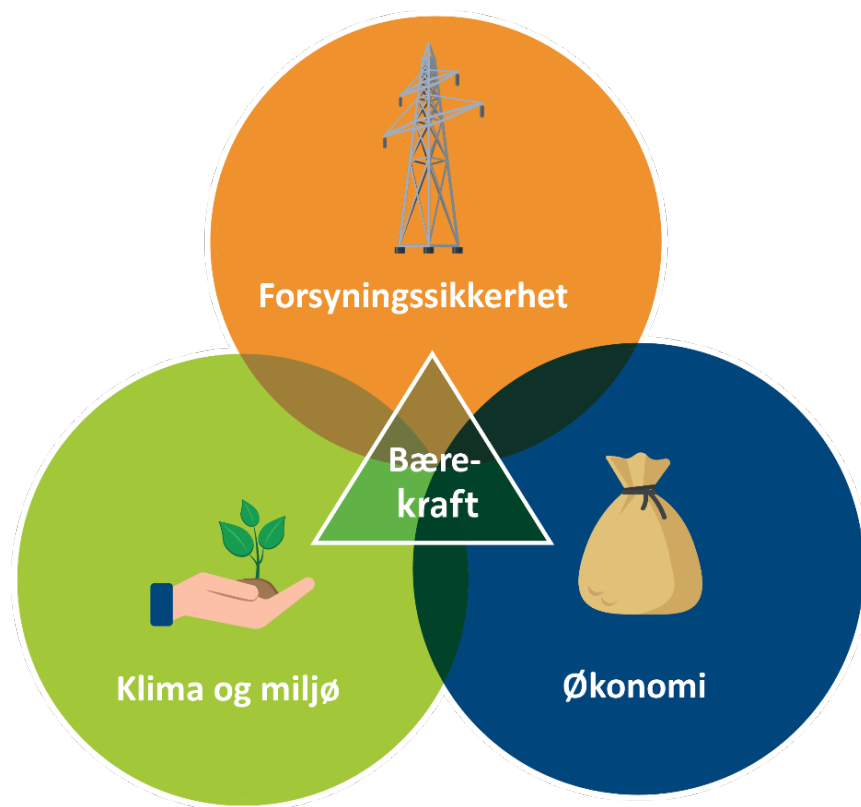 Forsyningssikkerhet
Bære-
kraft
Klima og miljø
Økonomi